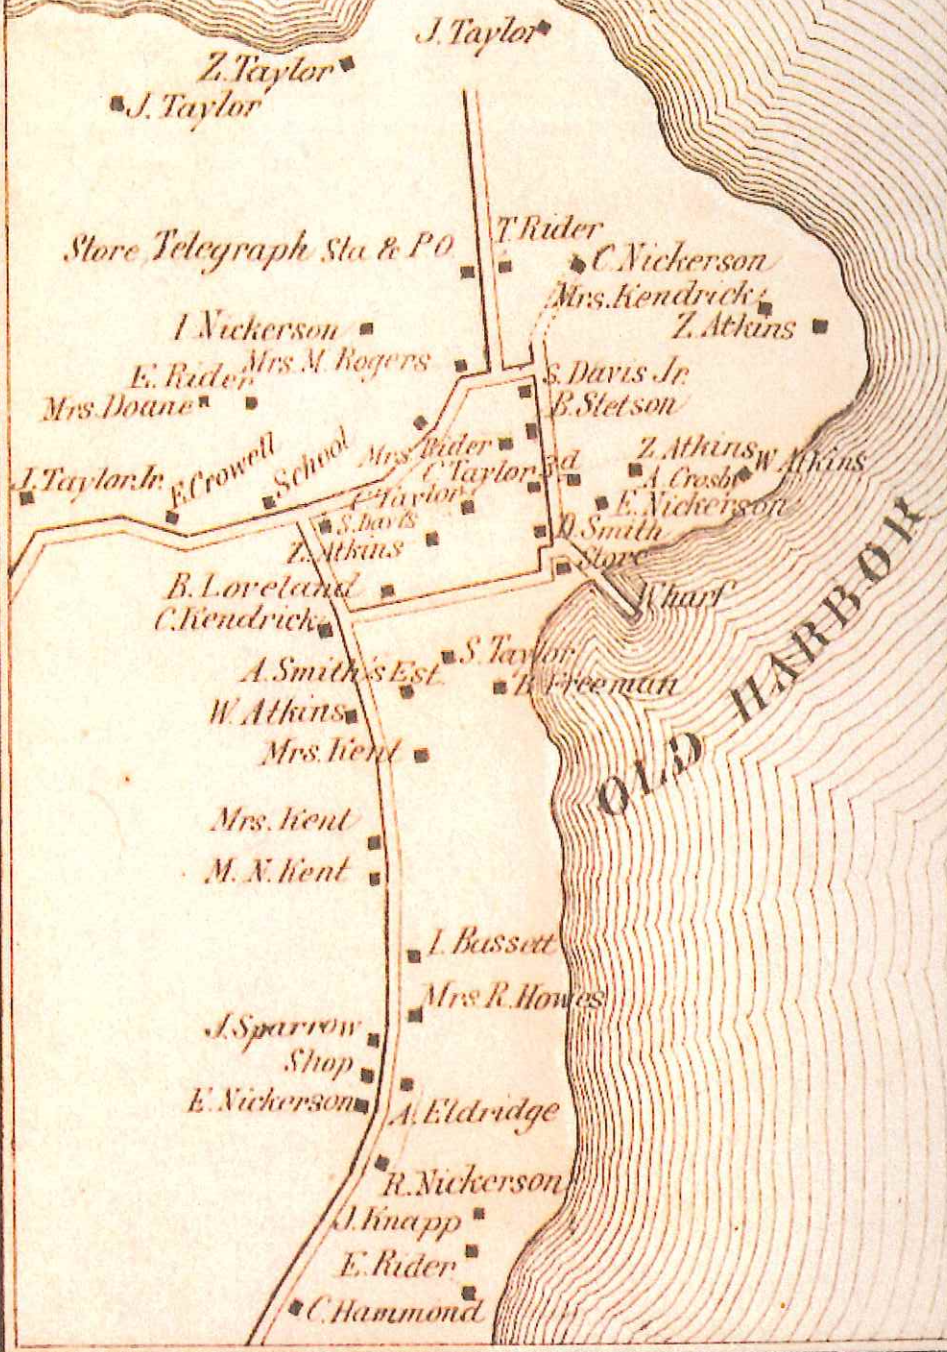 J. Taylor
Z. Taylor
J. Taylor
T. Rider
Store Telegraph Sta & P O
C. Nickerson
Mrs. Kendrick
I. Nickerson
Z. Atkins
Mrs. M. Rogers
E. Rider
S. Davis Jr.
Mrs. Doane
B. Stetson
Mrs. Rider
Z. Atkins
W. Atkins
C. Taylor 3d
A. Crosby
J. Taylor Jr.
E. Crowell
School
C. Taylor
E. Nickerson
S. Davis
D. Smith
Z. Atkins
Store
B. Loveland
Wharf
C. Kendrick
OLD HARBOR
S. Taylor
A. Smith's Est.
B. Freeman
W. Atkins
Mrs. Kent
Mrs. Kent
M. N. Kent
I. Bassett
Mrs. R. Howes
J. Sparrow
Shop
E. Nickerson
A. Eldridge
R. Nickerson
J. Knapp
E. Rider
C. Hammond